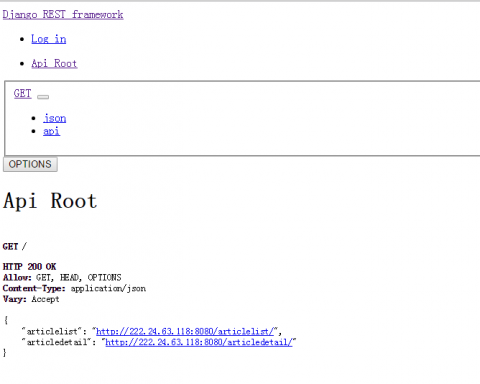 Django REST framework
Log in
Api Root
GET
json
api
OPTIONS
Api Root
GET /
HTTP 200 OK
Allow: GET, HEAD, OPTIONS
Content-Type: application/json
Vary: Accept
{
"articlelist": "http://222.24.63.118:8080/articlelist/",
"articledetail": "http://222.24.63.118:8080/articledetail/"
}